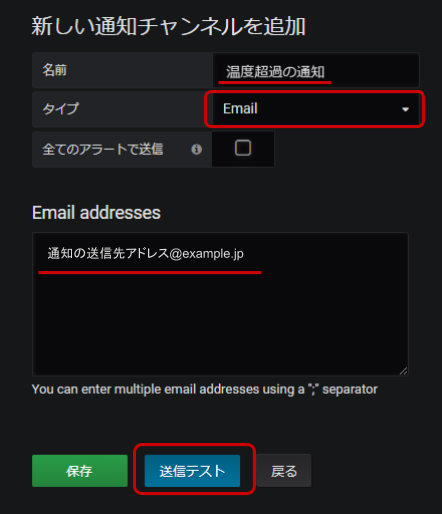 新しい通知チャンネルを追加
名前 温度超過の通知
タイプ Email
全てのアラートで送信
Email addresses
通知の送信先アドレス@example.jp
You can enter multiple email addresses using a ";" separator
保存 送信テスト 戻る